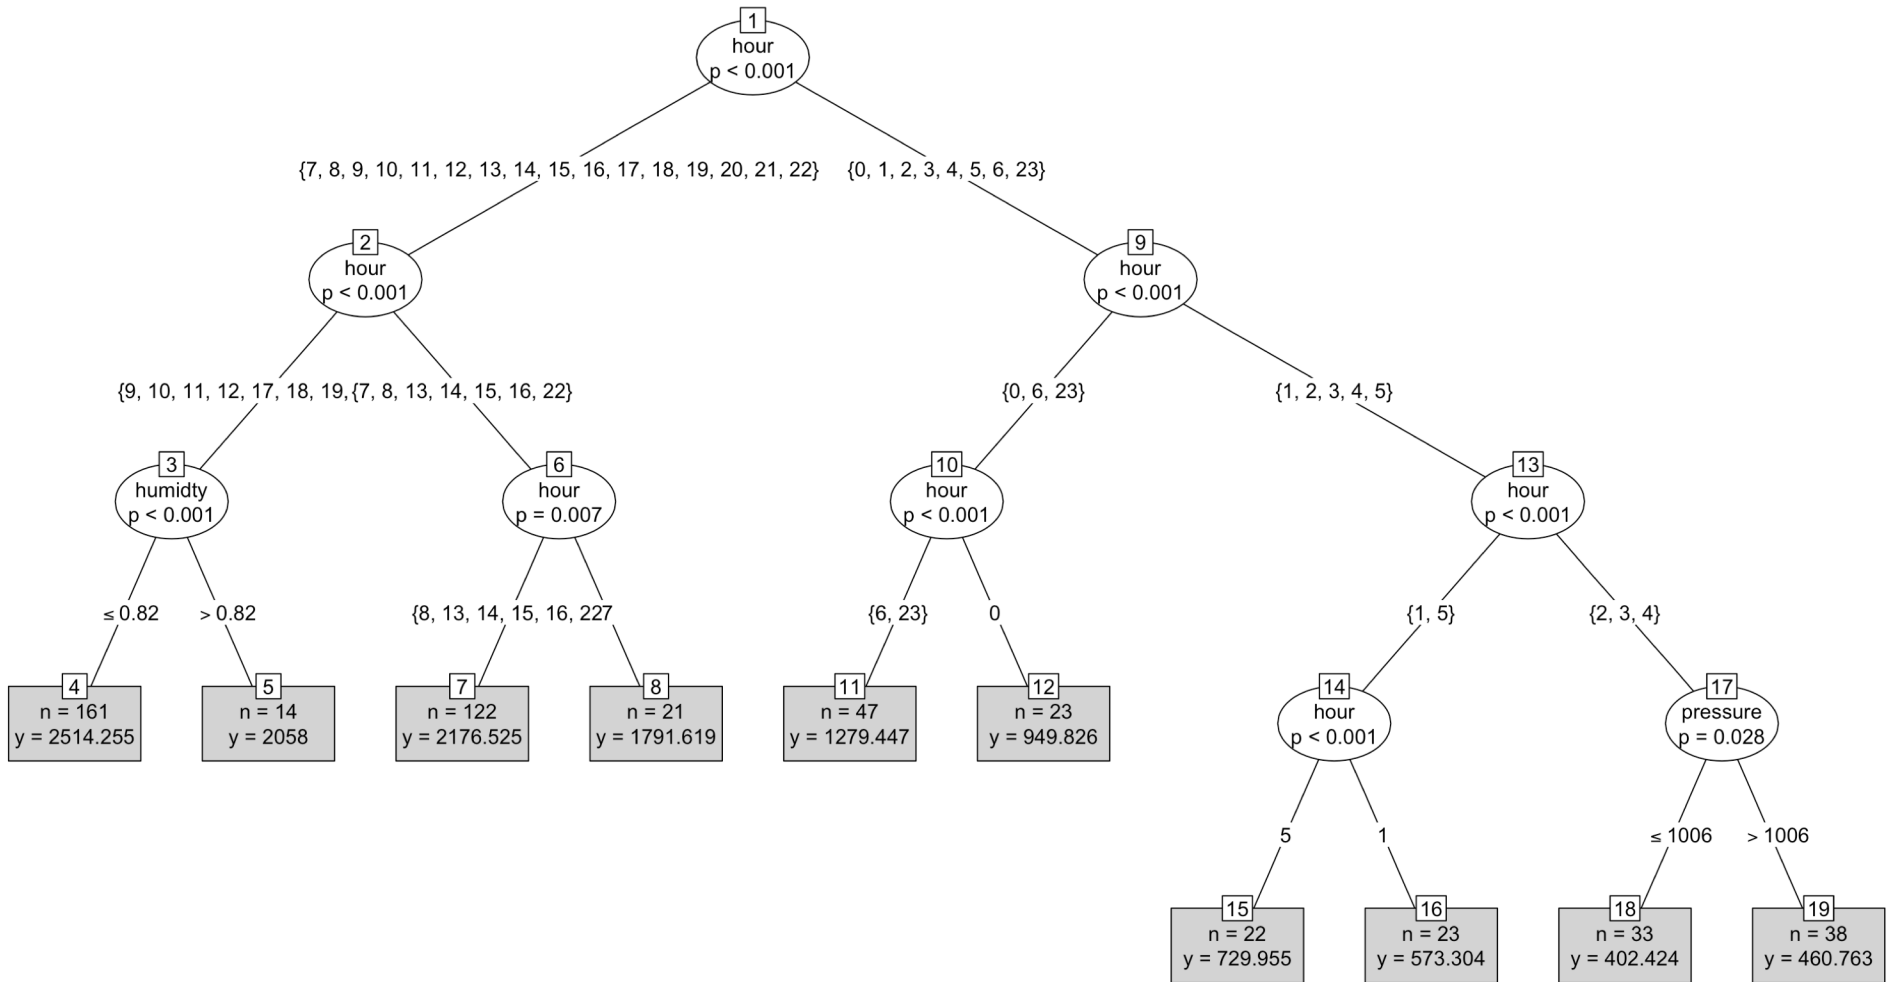 1
hour
p < 0.001
{7, 8, 9, 10, 11, 12, 13, 14, 15, 16, 17, 18, 19, 20, 21, 22}
{0, 1, 2, 3, 4, 5, 6, 23}
2
hour
p < 0.001
9
hour
p < 0.001
{9, 10, 11, 12, 17, 18, 19,
{7, 8, 13, 14, 15, 16, 22}
{0, 6, 23}
{1, 2, 3, 4, 5}
3
humidty
p < 0.001
6
hour
p = 0.007
10
hour
p < 0.001
13
hour
p < 0.001
≤ 0.82
> 0.82
{8, 13, 14, 15, 16, 227
{6, 23}
0
{1, 5}
{2, 3, 4}
4
n = 161
y = 2514.255
5
n = 14
y = 2058
7
n = 122
y = 2176.525
8
n = 21
y = 1791.619
11
n = 47
y = 1279.447
12
n = 23
y = 949.826
14
hour
p < 0.001
17
pressure
p = 0.028
5
1
≤ 1006
> 1006
15
n = 22
y = 729.955
16
n = 23
y = 573.304
18
n = 33
y = 402.424
19
n = 38
y = 460.763